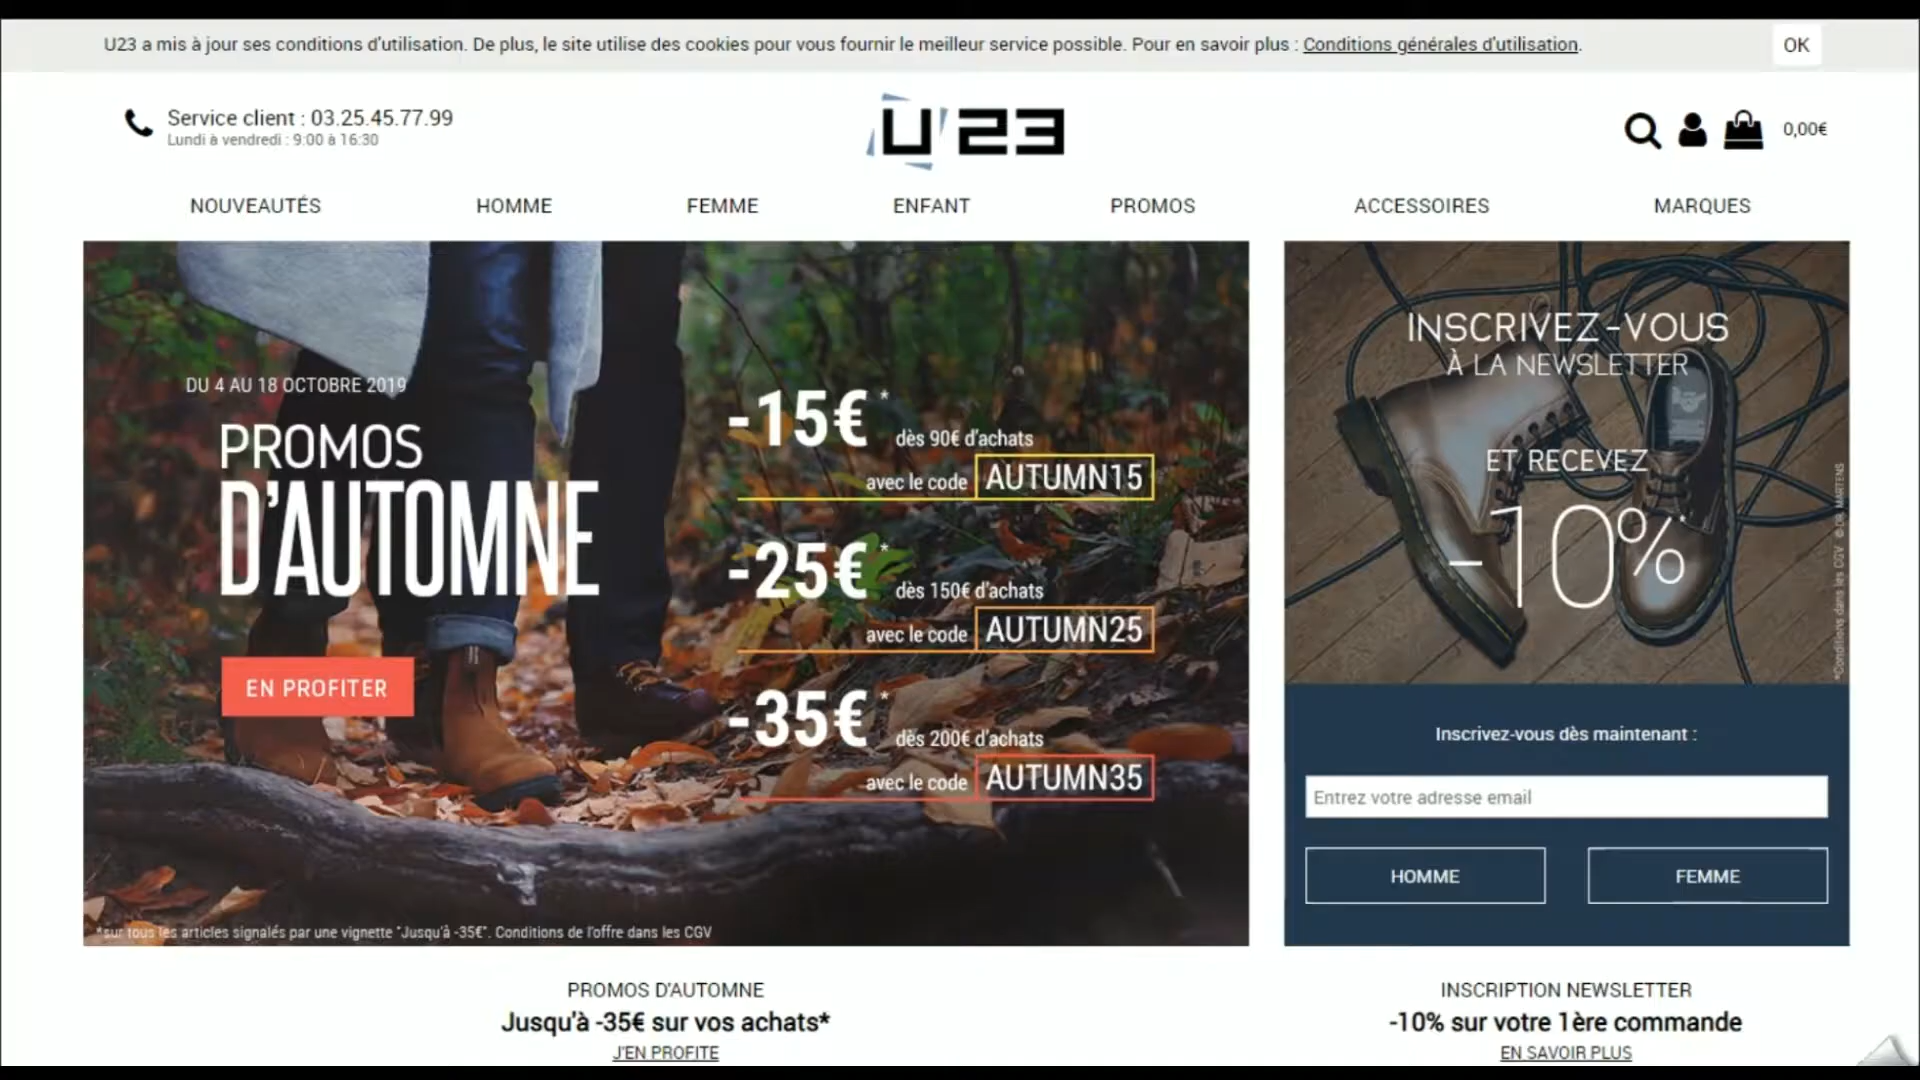 U23 a mis à jour ses conditions d'utilisation. De plus, le site utilise des cookies pour vous fournir le meilleur service possible. Pour en savoir plus : Conditions générales d'utilisation.
OK
Service client : 03.25.45.77.99
Lundi à vendredi : 9:00 à 16:30
U 23
0,00€
NOUVEAUTÉS
HOMME
FEMME
ENFANT
PROMOS
ACCESSOIRES
MARQUES
DU 4 AU 18 OCTOBRE 2019
PROMOS
D'AUTOMNE
EN PROFITER
-15€* dès 90€ d'achats
avec le code AUTUMN15
-25€* dès 150€ d'achats
avec le code AUTUMN25
-35€* dès 200€ d'achats
avec le code AUTUMN35
*sur tous les articles signalés par une vignette "Jusqu'à -35€". Conditions de l'offre dans les CGV
INSCRIVEZ-VOUS
À LA NEWSLETTER
ET RECEVEZ
-10%*
*Conditions dans les CGV © DR. MARTENS
Inscrivez-vous dès maintenant :
Entrez votre adresse email
HOMME
FEMME
PROMOS D'AUTOMNE
Jusqu'à -35€ sur vos achats*
J'EN PROFITE
INSCRIPTION NEWSLETTER
-10% sur votre 1ère commande
EN SAVOIR PLUS